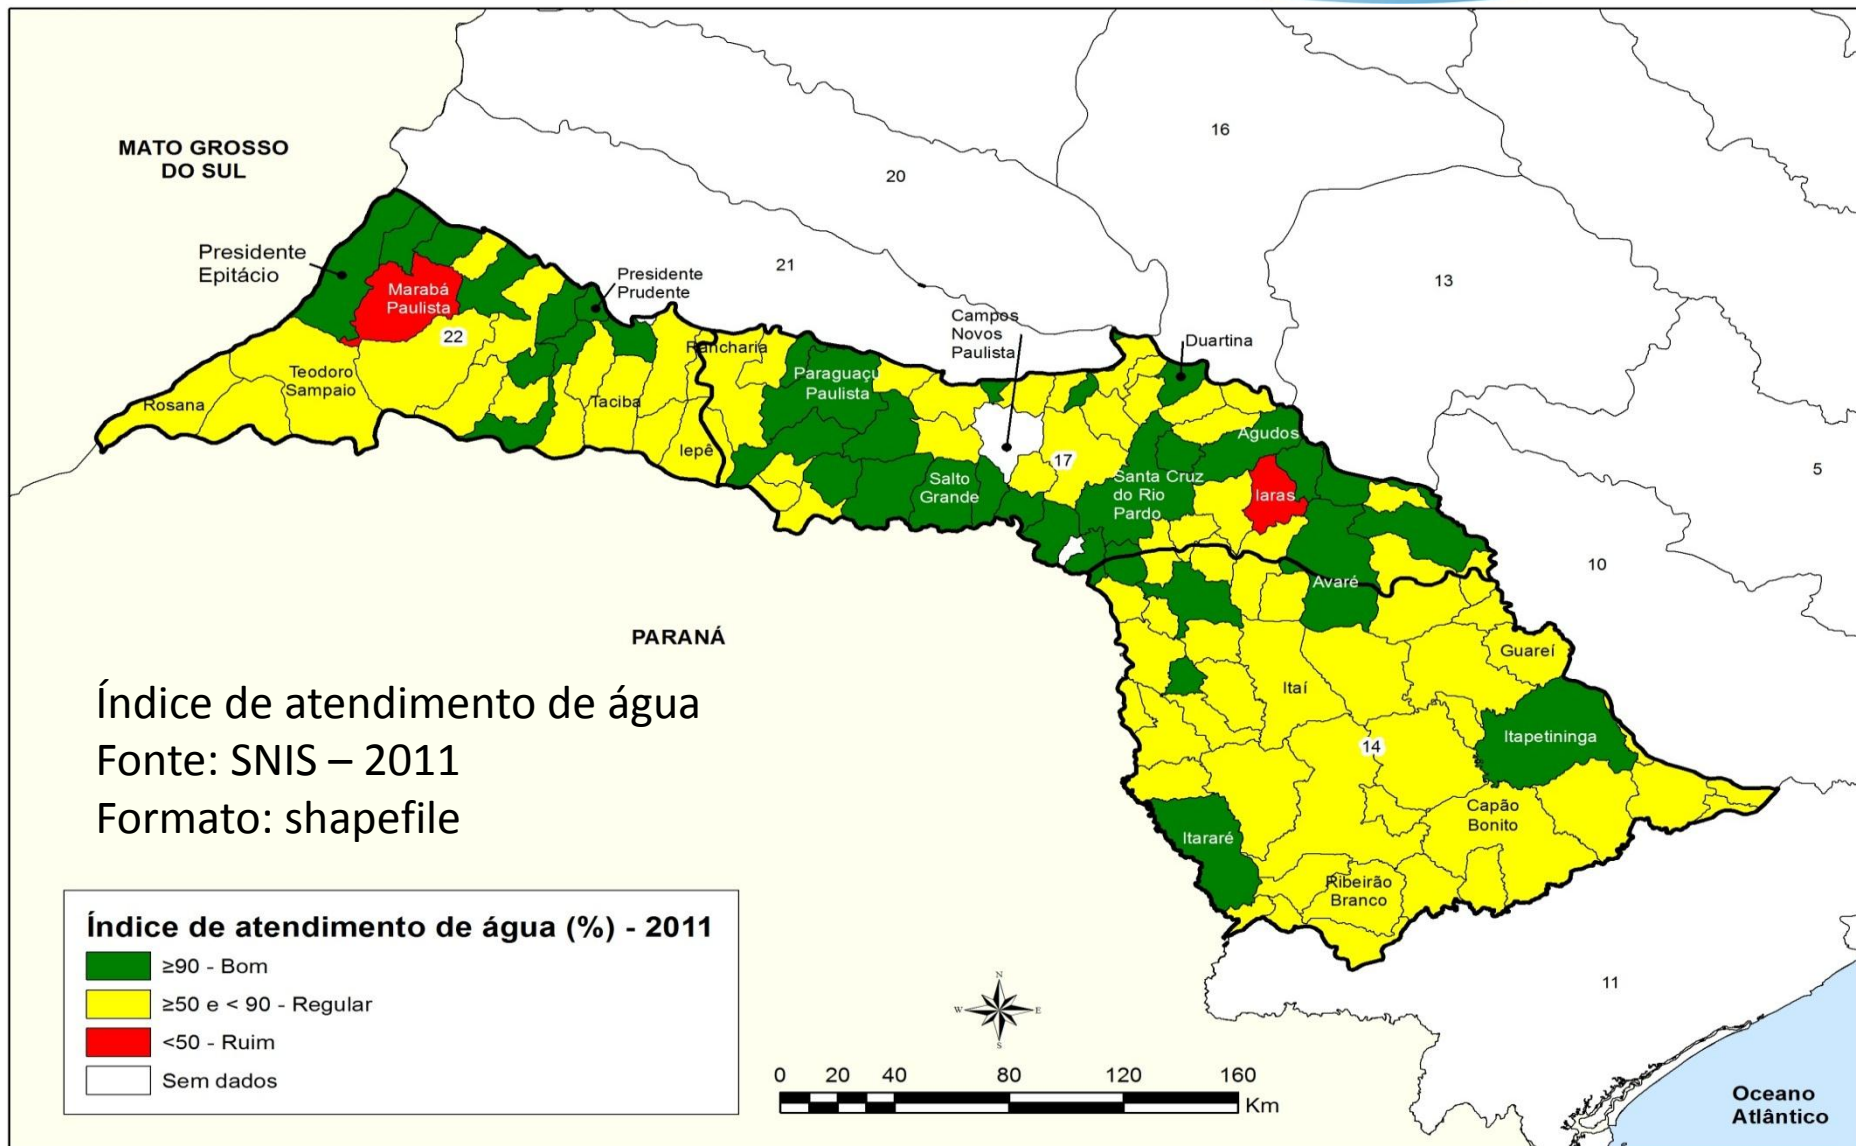 MATO GROSSO
DO SUL
16
20
21
13
5
10
11
Presidente
Epitácio
Marabá
Paulista
22
Presidente
Prudente
Campos
Novos
Paulista
Duartina
Rancharia
Paraguaçu
Paulista
Teodoro
Sampaio
Rosana
Taciba
Iepê
Agudos
17
Salto
Grande
Santa Cruz
do Rio
Pardo
Iaras
Avaré
PARANÁ
Guareí
Itaí
14
Itapetininga
Capão
Bonito
Itararé
Ribeirão
Branco
Índice de atendimento de água
Fonte: SNIS – 2011
Formato: shapefile
Índice de atendimento de água (%) - 2011
≥90 - Bom
≥50 e < 90 - Regular
<50 - Ruim
Sem dados
N
W E
S
0 20 40 80 120 160
Km
Oceano
Atlântico